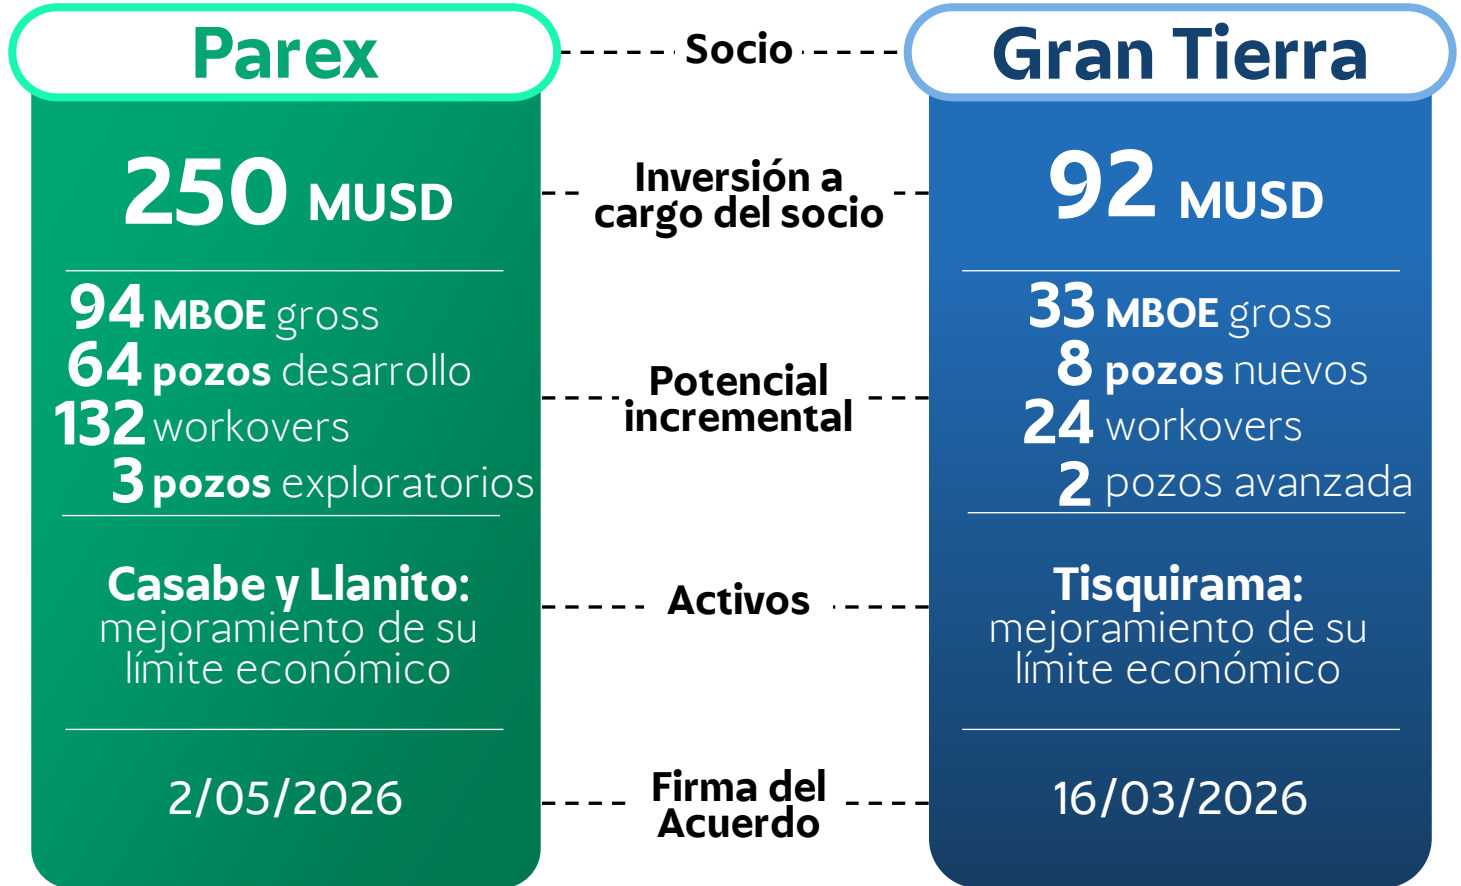 Parex
Socio
Gran Tierra
250 MUSD
Inversión a
cargo del socio
92 MUSD
94 MBOE gross
64 pozos desarrollo
132 workovers
3 pozos exploratorios
Potencial
incremental
33 MBOE gross
8 pozos nuevos
24 workovers
2 pozos avanzada
Casabe y Llanito:
mejoramiento de su
límite económico
Activos
Tisquirama:
mejoramiento de su
límite económico
2/05/2026
Firma del
Acuerdo
16/03/2026